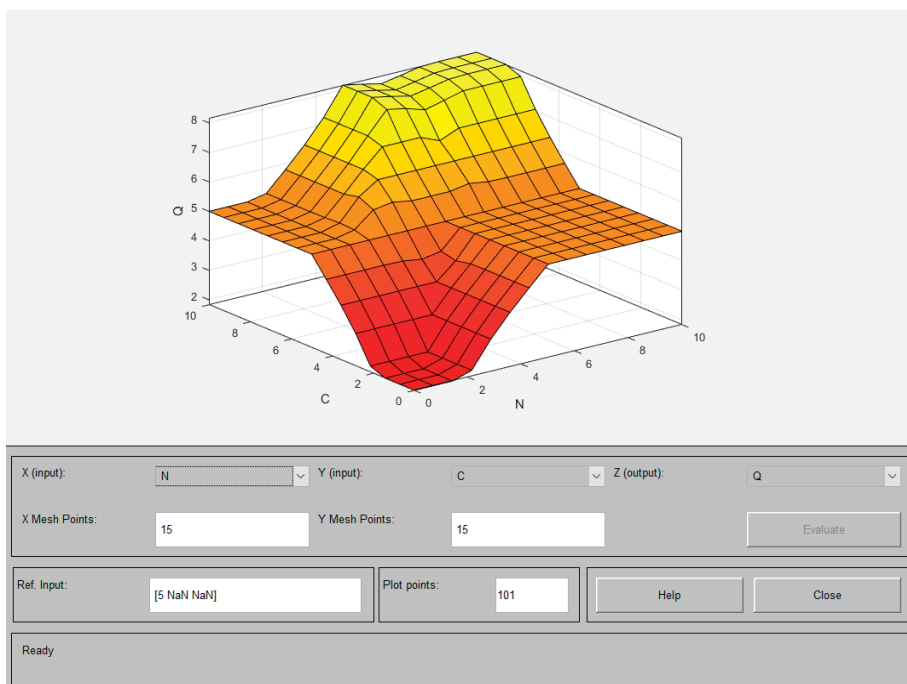 8
7
6
5
4
3
2
Q
10
8
6
4
2
0
C
0
2
4
6
8
10
N
X (input): N Y (input): C Z (output): Q
X Mesh Points: 15 Y Mesh Points: 15 Evaluate
Ref. Input: [5 NaN NaN] Plot points: 101 Help Close
Ready